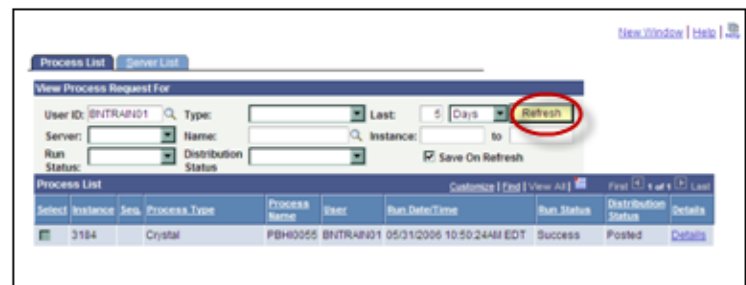 New Window | Help |
Process List Server List
View Process Request For
User ID: BNTRAIN01 Type: Last: 5 Days Refresh
Server: Name: Instance: to
Run Status: Distribution Status Save On Refresh
Process List Customize | Find | View All | First 1 of 1 Last
Select Instance Seq. Process Type Process Name User Run Date/Time Run Status Distribution Status Details
3184 Crystal PBHI0055 BNTRAIN01 05/31/2006 10:50:24AM EDT Success Posted Details